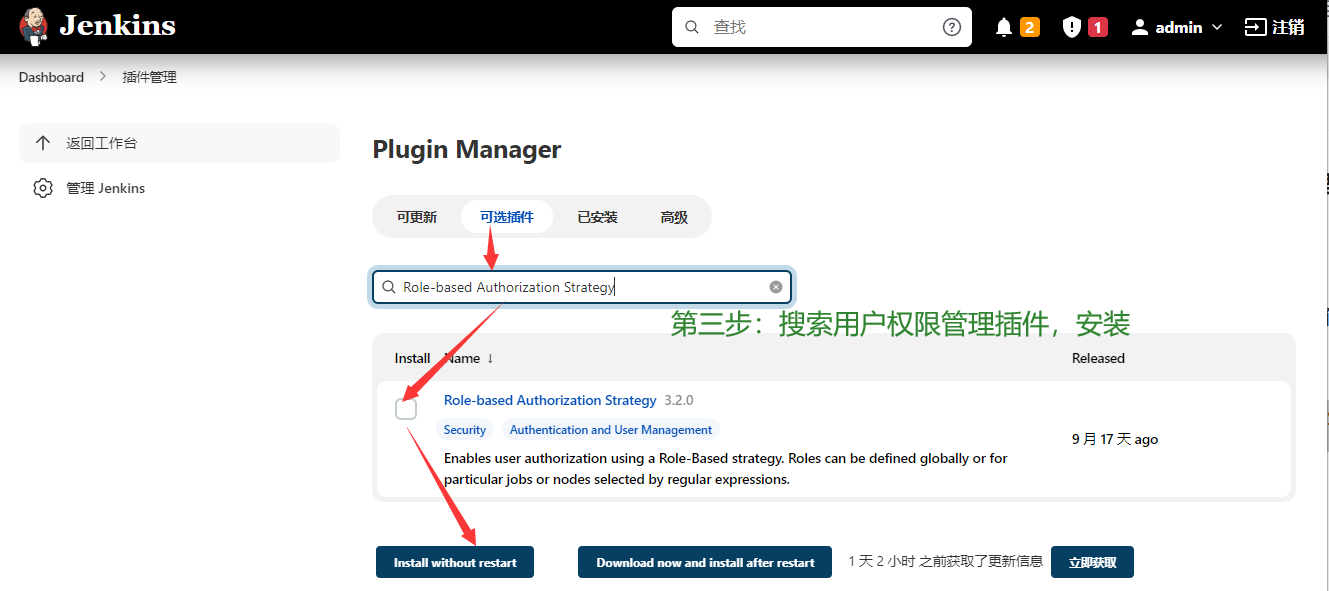 Jenkins
查找
2
1
admin
注销
Dashboard
插件管理
返回工作台
管理 Jenkins
Plugin Manager
可更新
可选插件
已安装
高级
Role-based Authorization Strategy
第三步：搜索用户权限管理插件，安装
Install
Name ↓
Released
Role-based Authorization Strategy 3.2.0
Security
Authentication and User Management
9 月 17 天 ago
Enables user authorization using a Role-Based strategy. Roles can be defined globally or for
particular jobs or nodes selected by regular expressions.
Install without restart
Download now and install after restart
1 天 2 小时 之前获取了更新信息
立即获取